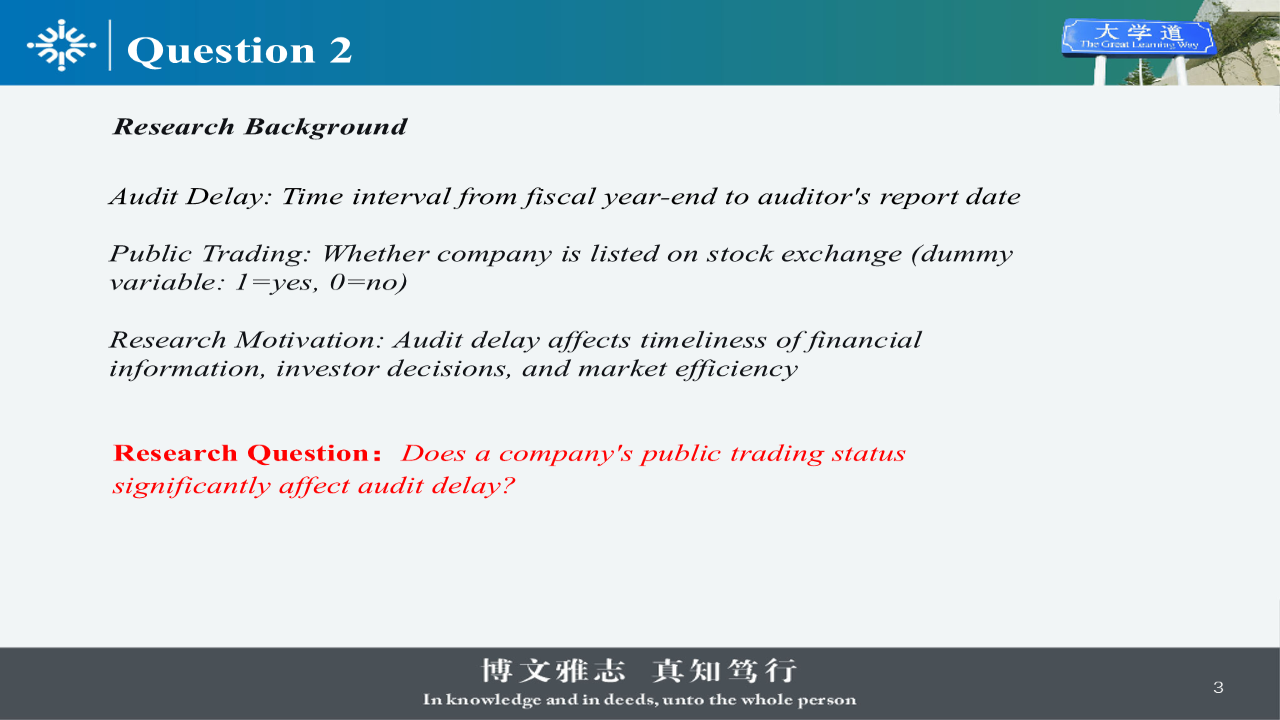 Question 2
大学道
The Great Learning Way
Research Background
Audit Delay: Time interval from fiscal year-end to auditor's report date
Public Trading: Whether company is listed on stock exchange (dummy
variable: 1=yes, 0=no)
Research Motivation: Audit delay affects timeliness of financial
information, investor decisions, and market efficiency
Research Question：Does a company's public trading status
significantly affect audit delay?
博文雅志 真知笃行
In knowledge and in deeds, unto the whole person
3